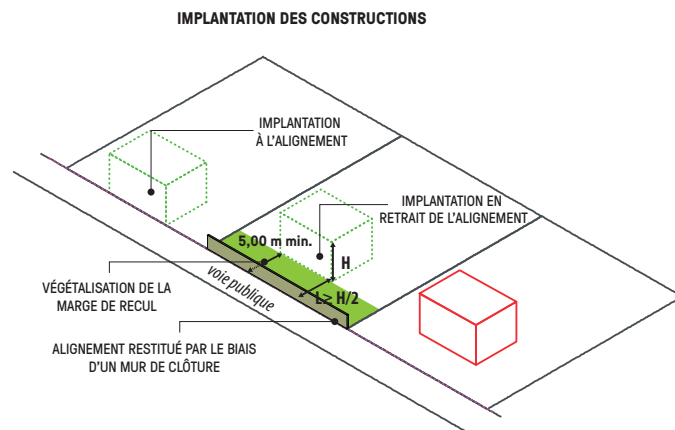 IMPLANTATION DES CONSTRUCTIONS
IMPLANTATION
À L'ALIGNEMENT
IMPLANTATION EN
RETRAIT DE L'ALIGNEMENT
5,00 m min.
H
L≥ H/2
voie publique
VÉGÉTALISATION DE LA
MARGE DE RECUL
ALIGNEMENT RESTITUÉ PAR LE BIAIS
D'UN MUR DE CLÔTURE